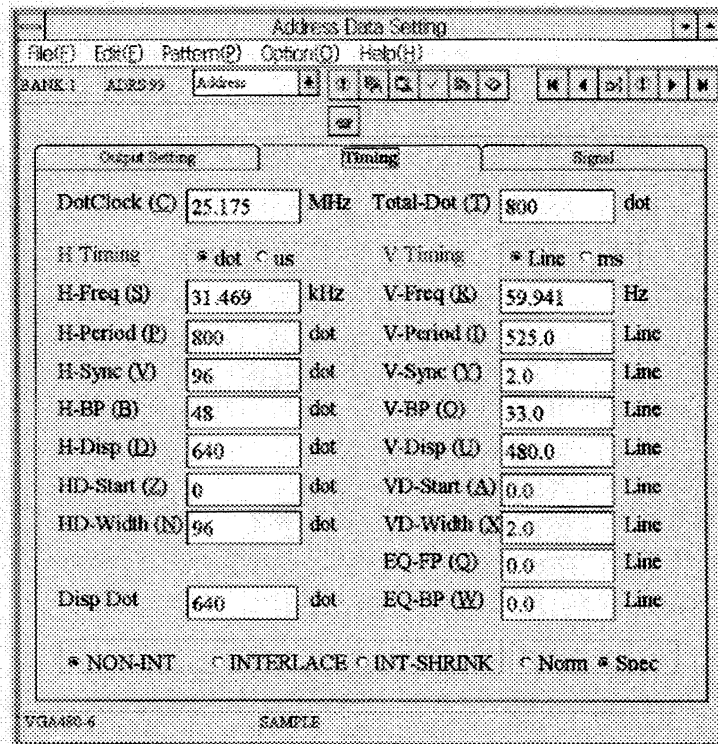 Address Data Setting
File(F) Edit(E) Pattern(P) Option(O) Help(H)
BANK:1 ADRS:99 Address
Output Setting Timing Signal
DotClock (C) 25.175 MHz Total-Dot (T) 800 dot
H Timing dot us V Timing Line ms
H-Freq (S) 31.469 kHz V-Freq (R) 59.941 Hz
H-Period (P) 800 dot V-Period (I) 525.0 Line
H-Sync (V) 96 dot V-Sync (Y) 2.0 Line
H-BP (B) 48 dot V-BP (O) 33.0 Line
H-Disp (D) 640 dot V-Disp (U) 480.0 Line
HD-Start (Z) 0 dot VD-Start (A) 0.0 Line
HD-Width (N) 96 dot VD-Width (X 2.0 Line
EQ-FP (Q) 0.0 Line
Disp Dot 640 dot EQ-BP (W) 0.0 Line
NON-INT INTERLACE INT-SHRINK Norm Spec
VGA480-6 SAMPLE